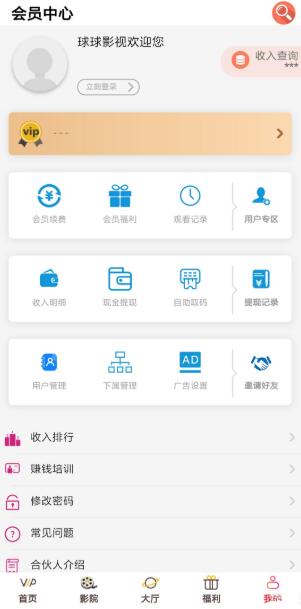 会员中心
球球影视欢迎您
收入查询
***
立刻登录 >
vip
---
会员续费 会员福利 观看记录 用户专区
收入明细 现金提现 自助取码 提现记录
AD
用户管理 下属管理 广告设置 邀请好友
收入排行
赚钱培训
修改密码
常见问题
合伙人介绍
VIP
首页 影院 大厅 福利 我的